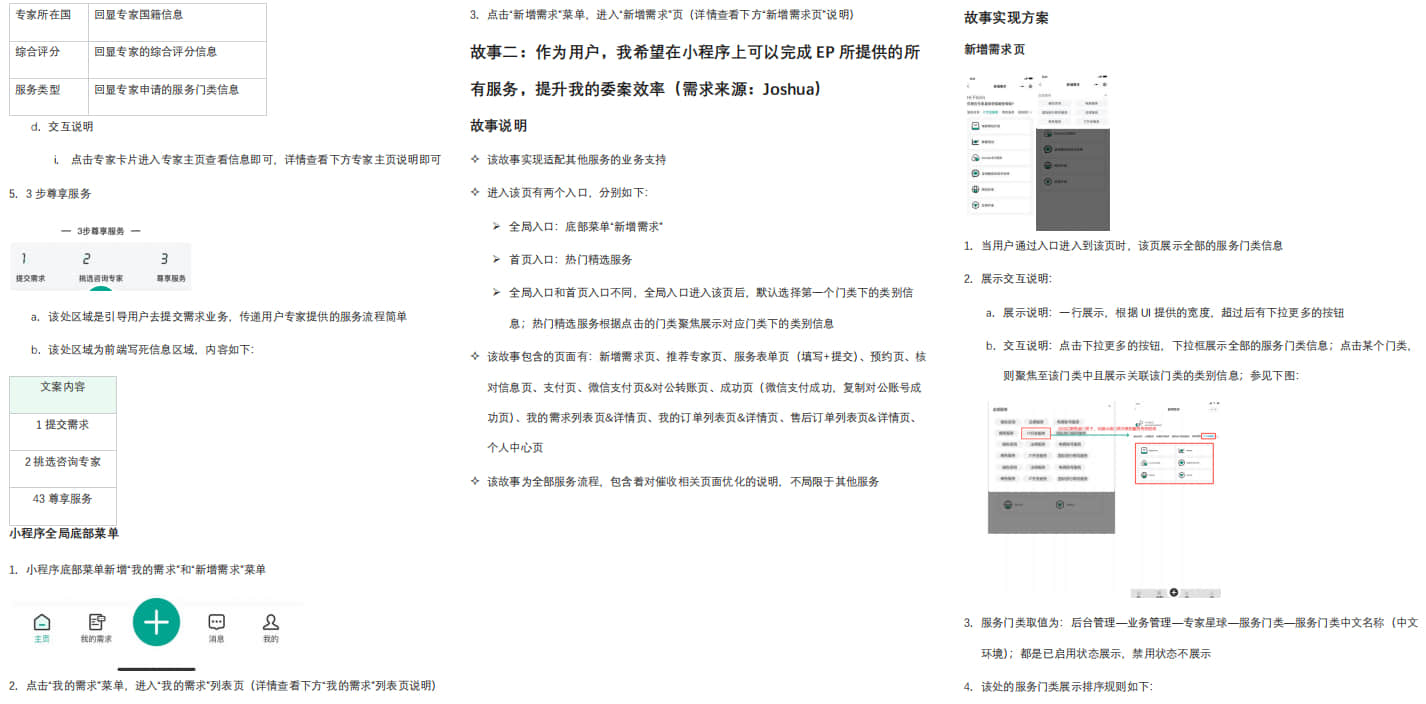 专家所在国 回显专家国籍信息
综合评分 回显专家的综合评分信息
服务类型 回显专家申请的服务门类信息
d. 交互说明
i. 点击专家卡片进入专家主页查看信息即可，详情查看下方专家主页说明即可
5. 3 步尊享服务
— 3步尊享服务 —
1 2 3
提交需求 挑选咨询专家 尊享服务
a. 该处区域是引导用户去提交需求业务，传递用户专家提供的服务流程简单
b. 该处区域为前端写死信息区域，内容如下：
文案内容
1 提交需求
2 挑选咨询专家
43 尊享服务
小程序全局底部菜单
1. 小程序底部菜单新增“我的需求”和“新增需求”菜单
主页 我的需求 消息 我的
2. 点击“我的需求”菜单，进入“我的需求”列表页（详情查看下方“我的需求”列表页说明）
3. 点击“新增需求”菜单，进入“新增需求”页（详情查看下方“新增需求页”说明）
故事二：作为用户，我希望在小程序上可以完成 EP 所提供的所
有服务，提升我的委案效率（需求来源：Joshua）
故事说明
✧ 该故事实现适配其他服务的业务支持
✧ 进入该页有两个入口，分别如下：
➢ 全局入口：底部菜单“新增需求”
➢ 首页入口：热门精选服务
➢ 全局入口和首页入口不同，全局入口进入该页后，默认选择第一个门类下的类别信
息；热门精选服务根据点击的门类聚焦展示对应门类下的类别信息
✧ 该故事包含的页面有：新增需求页、推荐专家页、服务表单页（填写+提交）、预约页、核
对信息页、支付页、微信支付页&对公转账页、成功页（微信支付成功，复制对公账号成
功页）、我的需求列表页&详情页、我的订单列表页&详情页、售后订单列表页&详情页、
个人中心页
✧ 该故事为全部服务流程，包含着对催收相关页面优化的说明，不局限于其他服务
故事实现方案
新增需求页
1. 当用户通过入口进入到该页时，该页展示全部的服务门类信息
2. 展示交互说明：
a. 展示说明：一行展示，根据 UI 提供的宽度，超过后有下拉更多的按钮
b. 交互说明：点击下拉更多的按钮，下拉框展示全部的服务门类信息；点击某个门类，
则聚焦至该门类中且展示关联该门类的类别信息；参见下图：
3. 服务门类取值为：后台管理—业务管理—专家星球—服务门类—服务门类中文名称（中文
环境）；都是已启用状态展示，禁用状态不展示
4. 该处的服务门类展示排序规则如下：